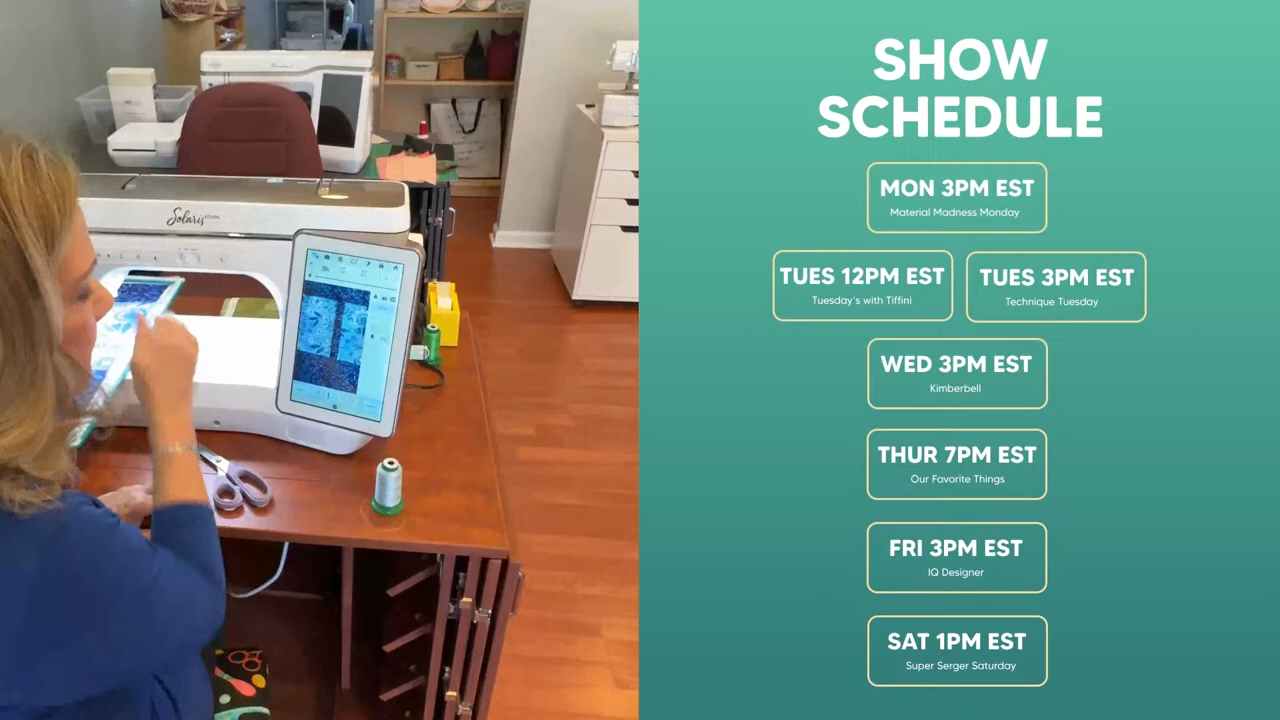 Solaris
SHOW
SCHEDULE
MON 3PM EST
Material Madness Monday
TUES 12PM EST
Tuesday's with Tiffini
TUES 3PM EST
Technique Tuesday
WED 3PM EST
Kimberbell
THUR 7PM EST
Our Favorite Things
FRI 3PM EST
IQ Designer
SAT 1PM EST
Super Serger Saturday